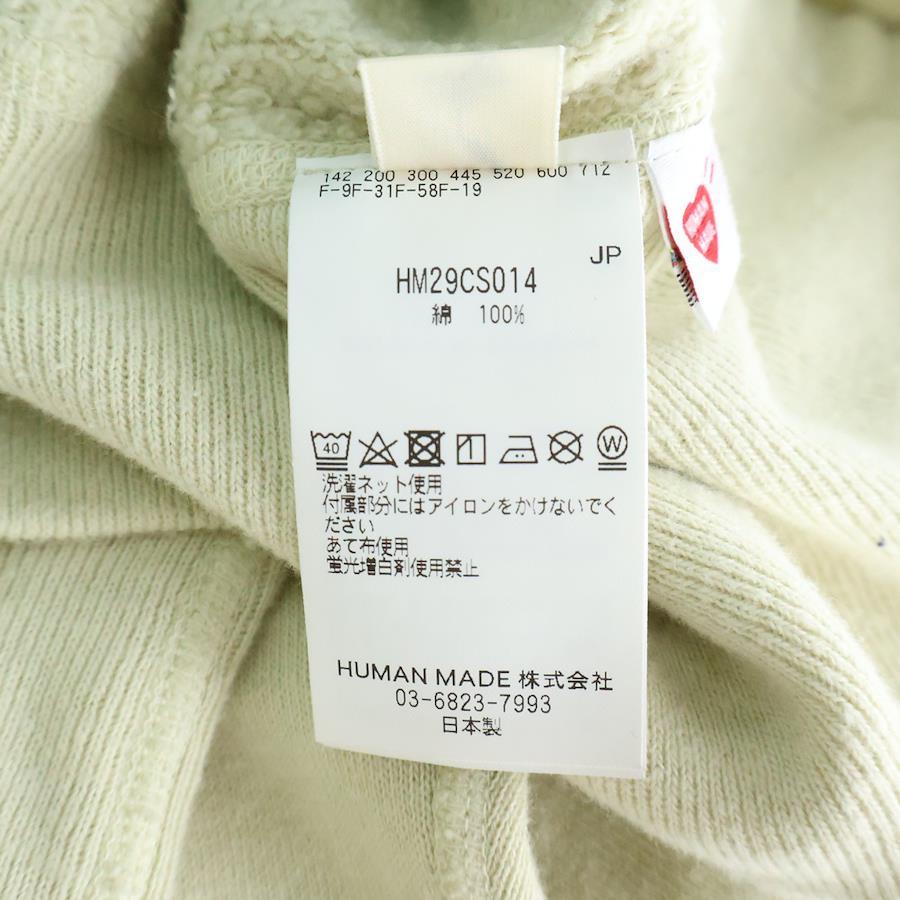 142 200 300 445 520 600 712
F-9F-31F-58F-19
JP
HM29CS014
綿 100%
40
W
洗濯ネット使用
付属部分にはアイロンをかけないでく
ださい
あて布使用
蛍光増白剤使用禁止
HUMAN MADE 株式会社
03-6823-7993
日本製
HUMAN
MADE